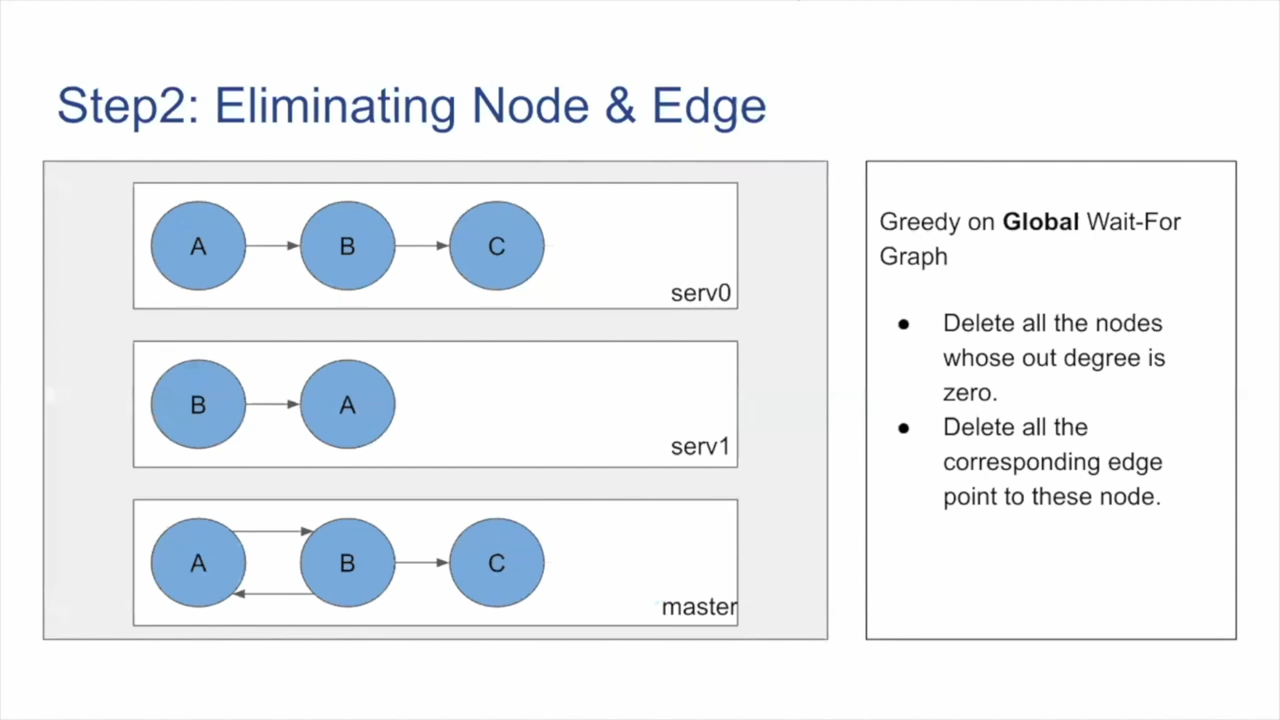 Step2: Eliminating Node & Edge
A
B
C
serv0
B
A
serv1
A
B
C
master
Greedy on Global Wait-For
Graph
● Delete all the nodes
whose out degree is
zero.
● Delete all the
corresponding edge
point to these node.